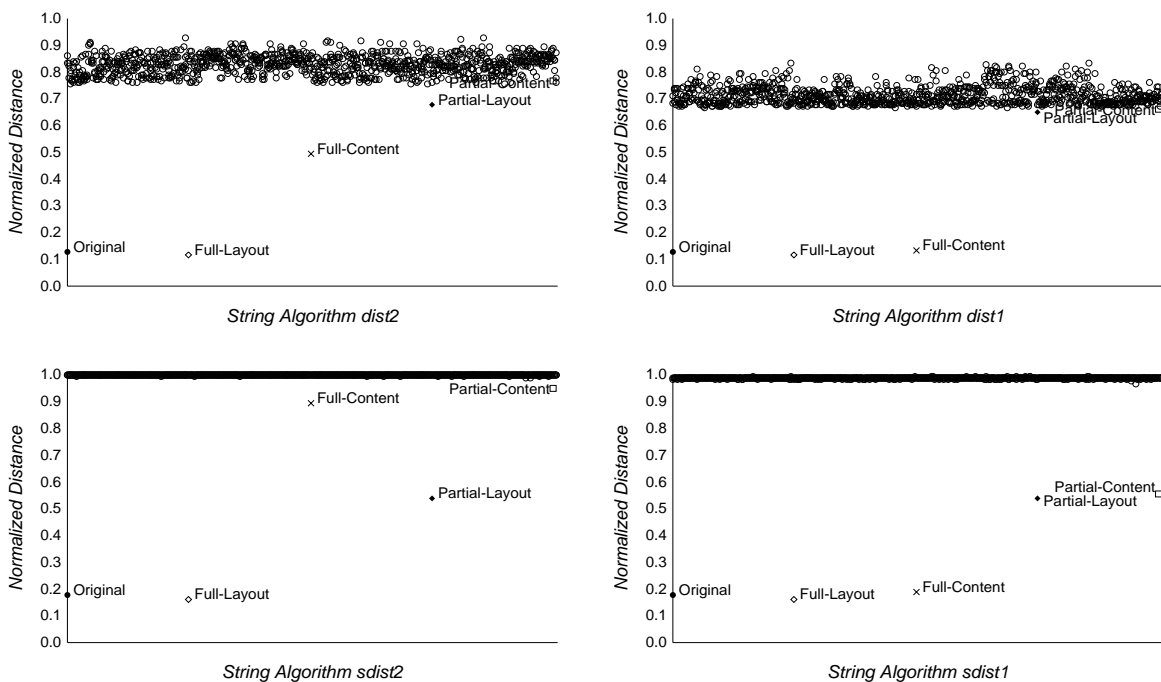 1.0
0.9
0.8
0.7
0.6
0.5
0.4
0.3
0.2
0.1
0.0
Normalized Distance
Partial-Content
Partial-Layout
Full-Content
Original
Full-Layout
String Algorithm dist2
1.0
0.9
0.8
0.7
0.6
0.5
0.4
0.3
0.2
0.1
0.0
Normalized Distance
Partial-Content
Partial-Layout
Original
Full-Layout
Full-Content
String Algorithm dist1
1.0
0.9
0.8
0.7
0.6
0.5
0.4
0.3
0.2
0.1
0.0
Normalized Distance
Partial-Content
Full-Content
Partial-Layout
Original
Full-Layout
String Algorithm sdist2
1.0
0.9
0.8
0.7
0.6
0.5
0.4
0.3
0.2
0.1
0.0
Normalized Distance
Partial-Content
Partial-Layout
Original
Full-Layout
Full-Content
String Algorithm sdist1